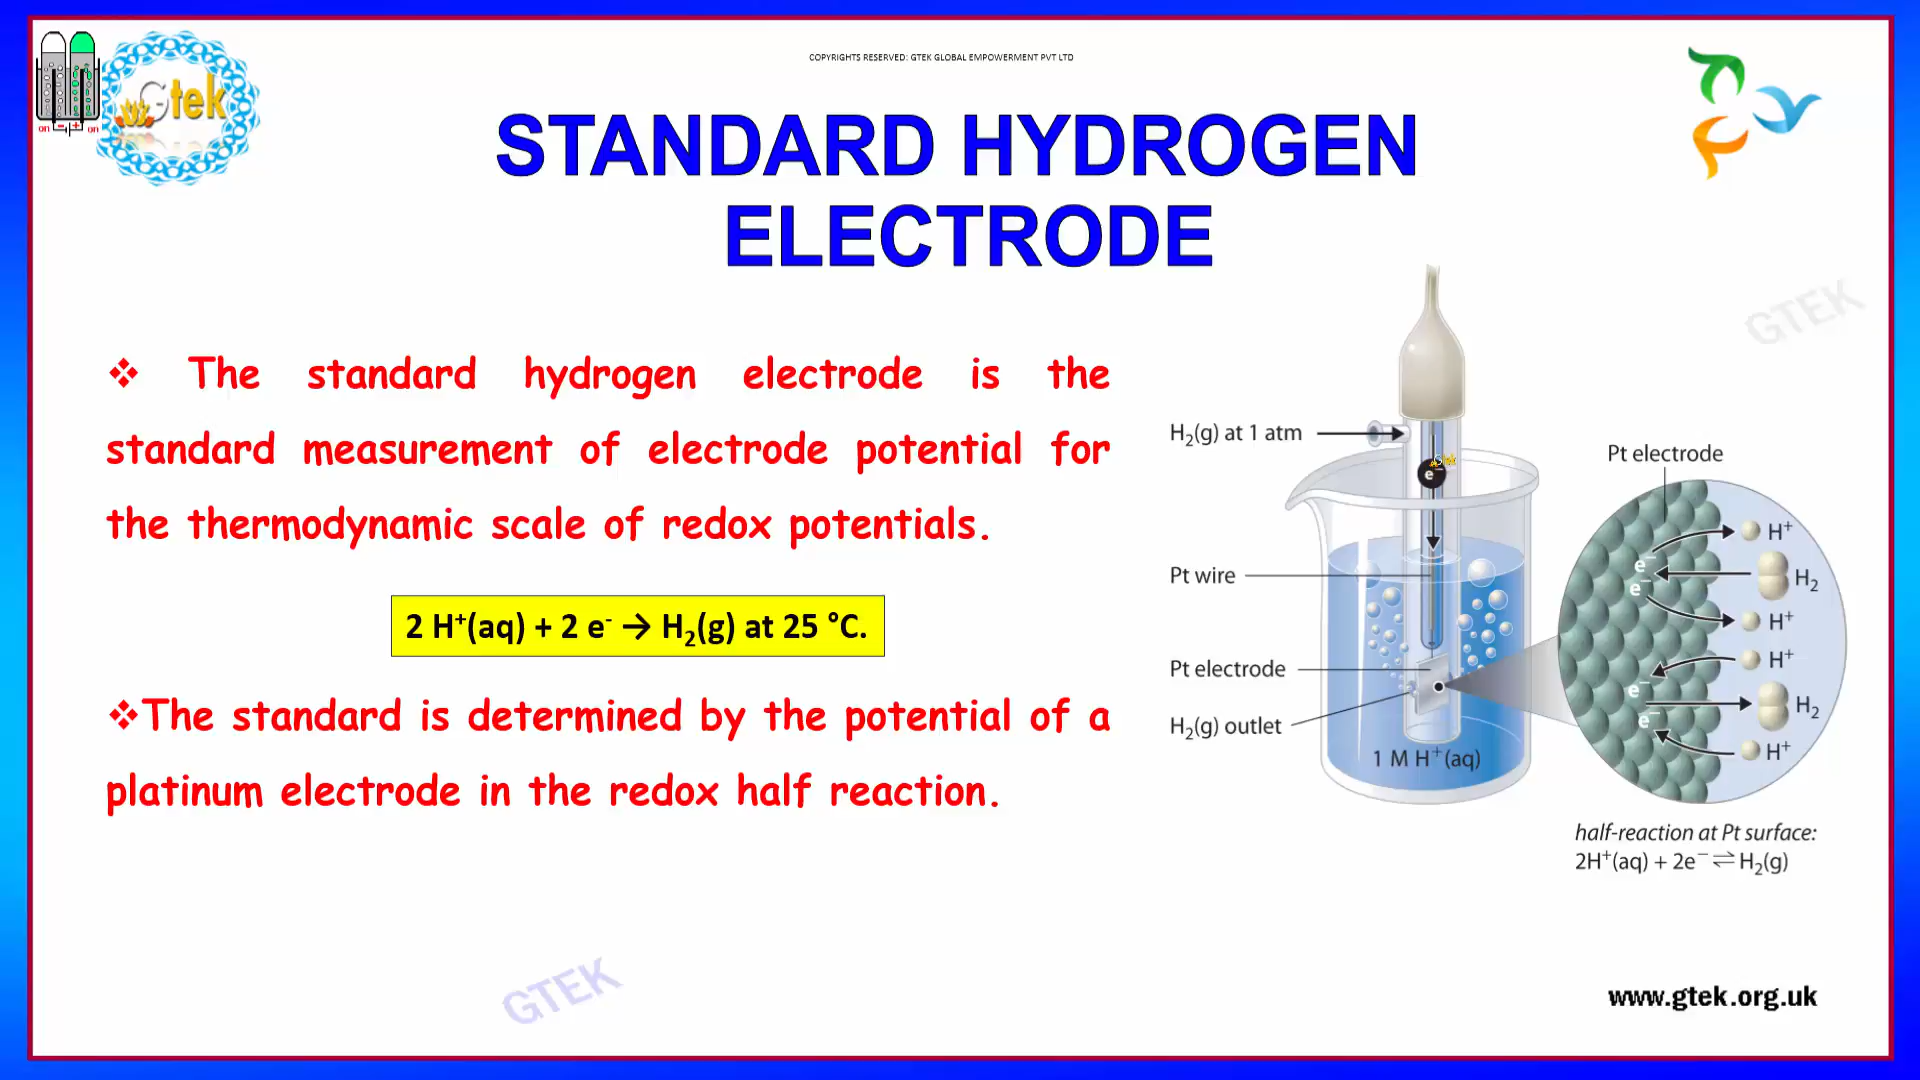 COPYRIGHTS RESERVED: GTEK GLOBAL EMPOWERMENT PVT LTD
Gtek
on - + on
STANDARD HYDROGEN
ELECTRODE
GTEK
❖ The standard hydrogen electrode is the
standard measurement of electrode potential for
the thermodynamic scale of redox potentials.
2 H⁺(aq) + 2 e⁻ → H₂(g) at 25 °C.
❖The standard is determined by the potential of a
platinum electrode in the redox half reaction.
H₂(g) at 1 atm
Gtek
e⁻
Pt wire
Pt electrode
H₂(g) outlet
1 M H⁺(aq)
Pt electrode
H⁺
e⁻
H₂
e⁻
H⁺
H⁺
e⁻
H₂
e⁻
H⁺
half-reaction at Pt surface:
2H⁺(aq) + 2e⁻ ⇌ H₂(g)
GTEK
www.gtek.org.uk